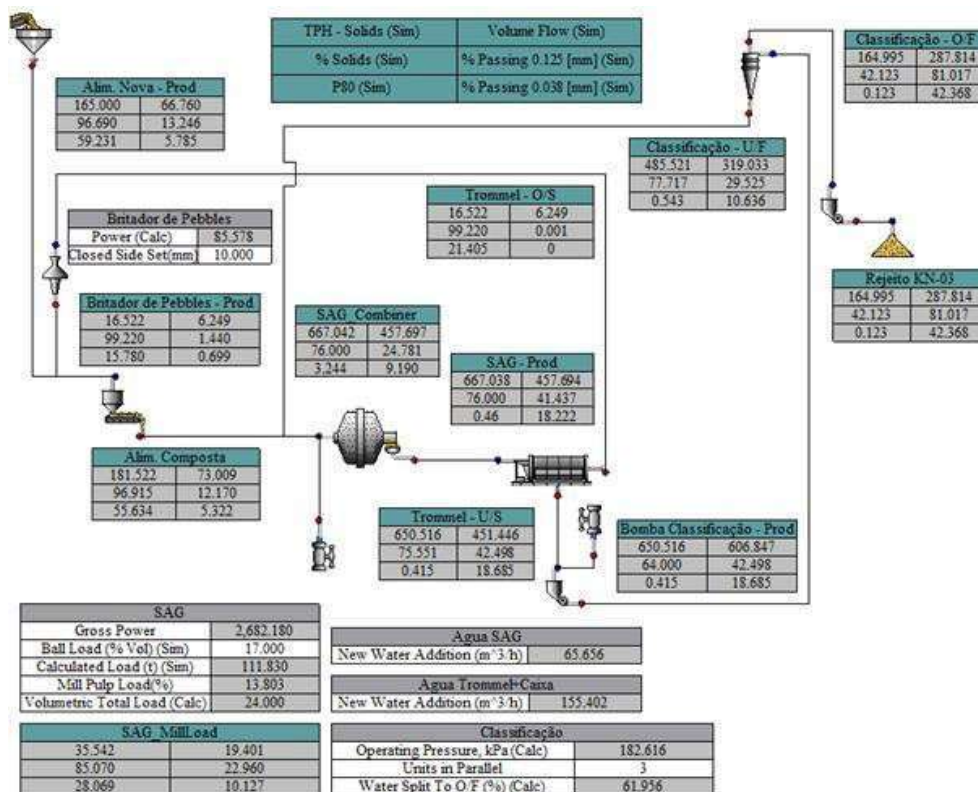 TPH - Solids (Sim) Volume Flow (Sim)
% Solids (Sim) % Passing 0.125 [mm] (Sim)
P80 (Sim) % Passing 0.038 [mm] (Sim)
Classificação - O/F
164.995 287.814
42.123 81.017
0.123 42.368
Alim. Nova - Prod
165.000 66.760
96.690 13.246
59.231 5.785
Classificação - U/F
485.521 319.033
77.717 29.525
0.543 10.636
Trommel - O/S
16.522 6.249
99.220 0.001
21.405 0
Britador de Pebbles
Power (Calc) 85.578
Closed Side Set(mm) 10.000
Rejeito KN-03
164.995 287.814
42.123 81.017
0.123 42.368
Britador de Pebbles - Prod
16.522 6.249
99.220 1.440
15.780 0.699
SAG_Combiner
667.042 457.697
76.000 24.781
3.244 9.190
SAG - Prod
667.038 457.694
76.000 41.437
0.46 18.222
Alim. Composta
181.522 73.009
96.915 12.170
55.634 5.322
Trommel - U/S
650.516 451.446
75.551 42.498
0.415 18.685
Bomba Classificação - Prod
650.516 606.847
64.000 42.498
0.415 18.685
SAG
Gross Power 2,682.180
Ball Load (% Vol) (Sim) 17.000
Calculated Load (t) (Sim) 111.830
Mill Pulp Load(%) 13.803
Volumetric Total Load (Calc) 24.000
Agua SAG
New Water Addition (m^3/h) 65.656
Agua Trommel+Caixa
New Water Addition (m^3/h) 155.402
SAG_MillLoad
35.542 19.401
85.070 22.960
28.069 10.127
Classificação
Operating Pressure, kPa (Calc) 182.616
Units in Parallel 3
Water Split To O/F (%) (Calc) 61.956